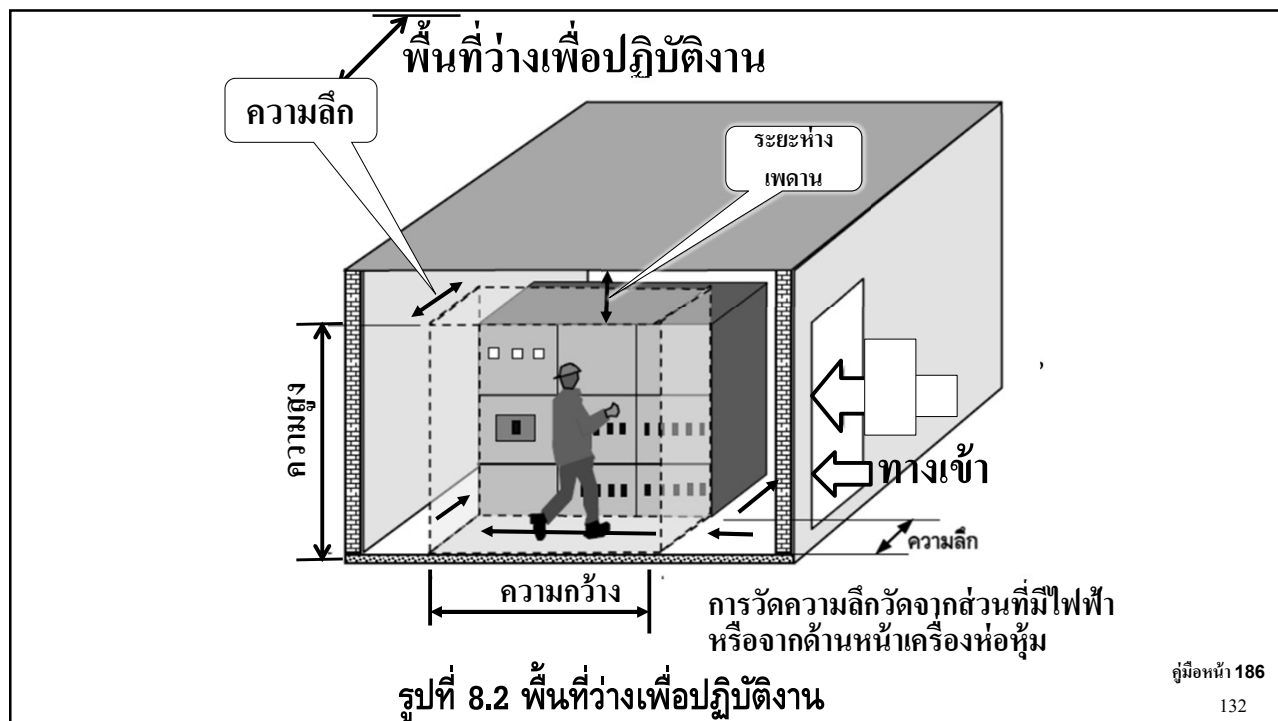 พื้นที่ว่างเพื่อปฏิบัติงาน
ความลึก
ระยะห่าง
เพดาน
ความสูง
ทางเข้า
ความลึก
ความกว้าง
การวัดความลึกวัดจากส่วนที่มีไฟฟ้า
หรือจากด้านหน้าเครื่องห่อหุ้ม
รูปที่ 8.2 พื้นที่ว่างเพื่อปฏิบัติงาน
คู่มือหน้า 186
132